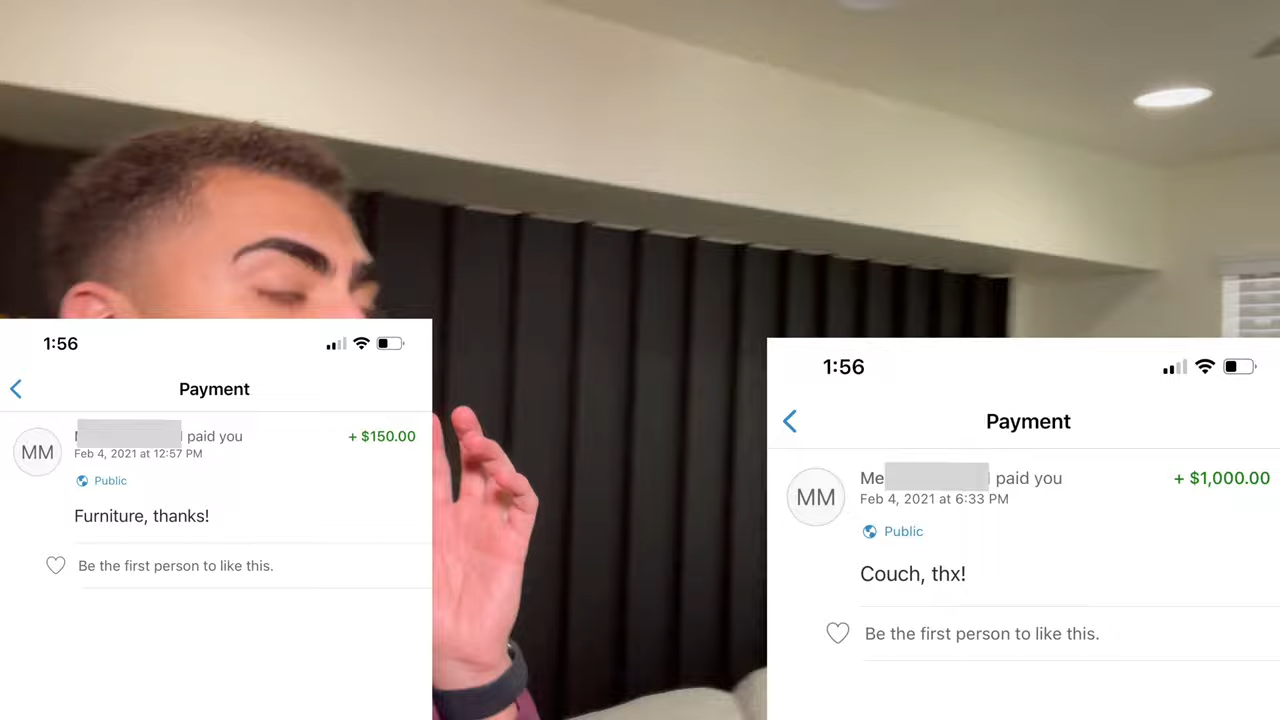 1:56
Payment
paid you
+ $150.00
MM
Feb 4, 2021 at 12:57 PM
Public
Furniture, thanks!
Be the first person to like this.
1:56
Payment
Me
paid you
+ $1,000.00
MM
Feb 4, 2021 at 6:33 PM
Public
Couch, thx!
Be the first person to like this.